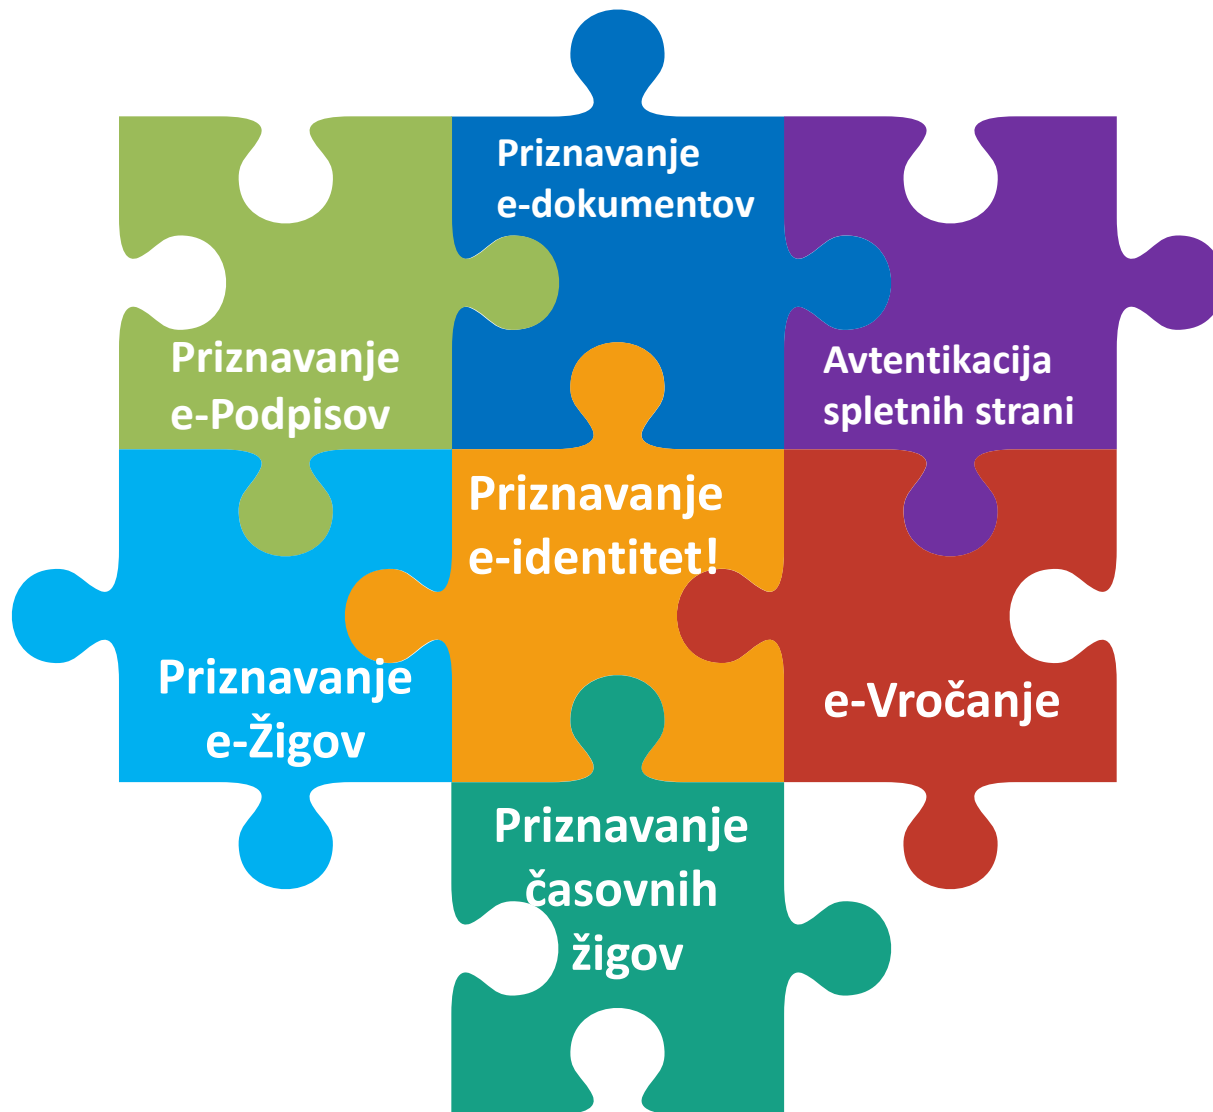 Priznavanje
e-dokumentov
Priznavanje
e-Podpisov
Avtentikacija
spletnih strani
Priznavanje
e-identitet!
Priznavanje
e-Žigov
e-Vročanje
Priznavanje
časovnih
žigov